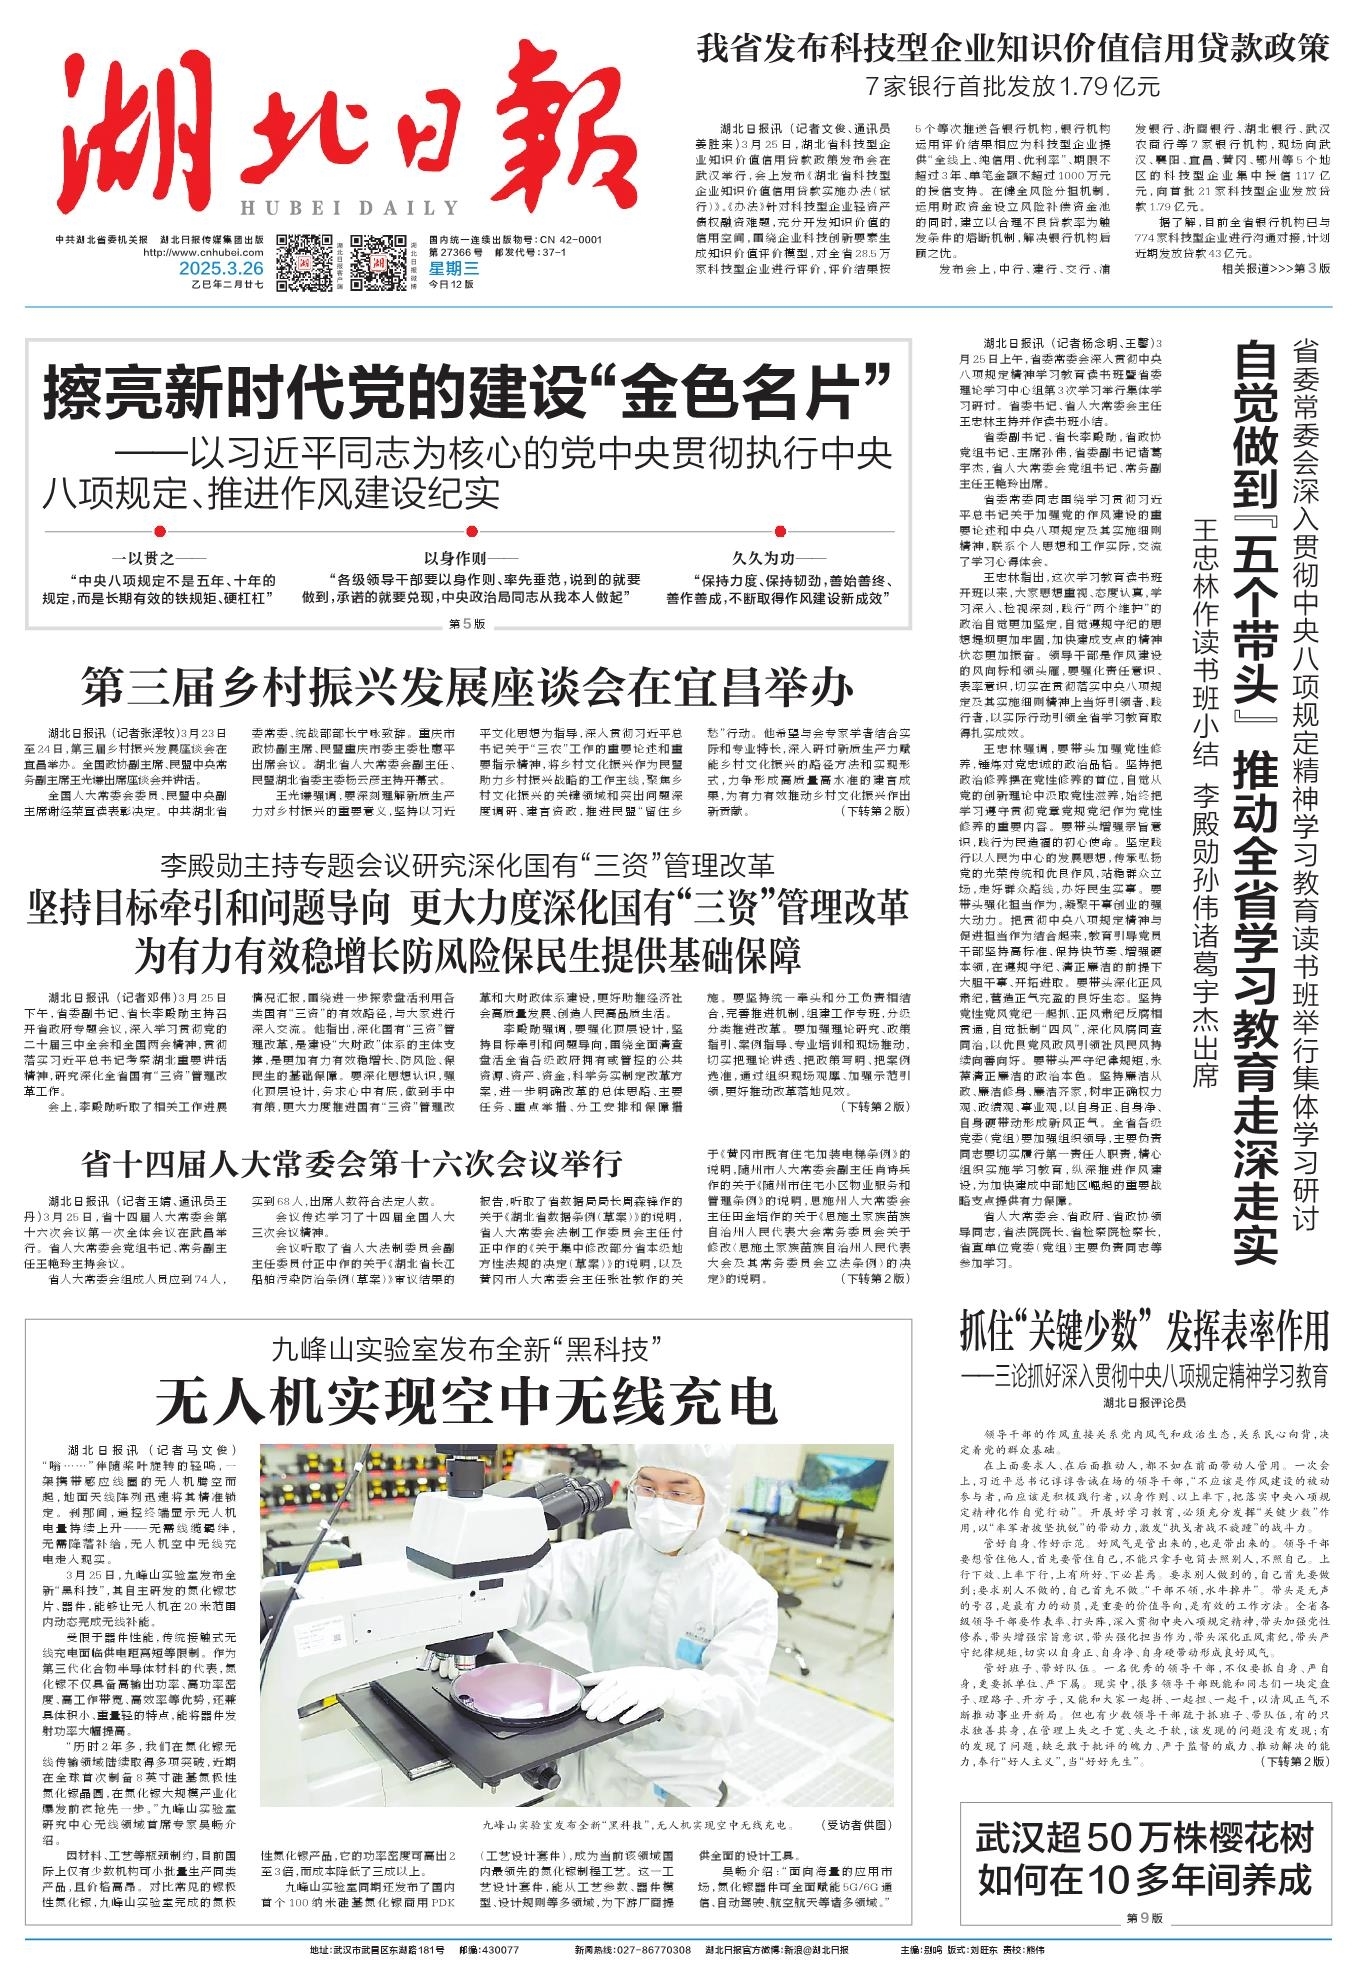 湖北日報
HUBEI DAILY
中共湖北省委机关报 湖北日报传媒集团出版
http://www.cnhubei.com
2025.3.26
乙巳年二月廿七
湖北日报客户端
湖北日报微博
国内统一连续出版物号:CN 42-0001
第27366号 邮发代号:37-1
星期三
今日12版
我省发布科技型企业知识价值信用贷款政策
7家银行首批发放1.79亿元
湖北日报讯（记者文俊、通讯员
姜胜来）3月25日,湖北省科技型企
业知识价值信用贷款政策发布会在
武汉举行,会上发布《湖北省科技型
企业知识价值信用贷款实施办法(试
行)》。《办法》针对科技型企业轻资产
债权融资难题,充分开发知识价值的
信用空间,围绕企业科技创新要素生
成知识价值评价模型,对全省28.5万
家科技型企业进行评价,评价结果按
5个等次推送各银行机构,银行机构
运用评价结果相应为科技型企业提
供“全线上、纯信用、优利率”、期限不
超过3年、单笔金额不超过1000万元
的授信支持。在健全风险分担机制,
运用财政资金设立风险补偿资金池
的同时,建立以合理不良贷款率为触
发条件的熔断机制,解决银行机构后
顾之忧。
发布会上,中行、建行、交行、浦
发银行、浙商银行、湖北银行、武汉
农商行等7家银行机构,现场向武
汉、襄阳、宜昌、黄冈、鄂州等5个地
区的科技型企业集中授信117亿
元,向首批21家科技型企业发放贷
款1.79亿元。
据了解,目前全省银行机构已与
774家科技型企业进行沟通对接,计划
近期发放贷款43亿元。
相关报道>>>第3版
擦亮新时代党的建设“金色名片”
——以习近平同志为核心的党中央贯彻执行中央
八项规定、推进作风建设纪实
一以贯之——
“中央八项规定不是五年、十年的
规定,而是长期有效的铁规矩、硬杠杠”
以身作则——
“各级领导干部要以身作则、率先垂范,说到的就要
做到,承诺的就要兑现,中央政治局同志从我本人做起”
久久为功——
“保持力度、保持韧劲,善始善终、
善作善成,不断取得作风建设新成效”
第5版
第三届乡村振兴发展座谈会在宜昌举办
湖北日报讯（记者张泽牧）3月23日
至24日,第三届乡村振兴发展座谈会在
宜昌举办。全国政协副主席、民盟中央常
务副主席王光谦出席座谈会并讲话。
全国人大常委会委员、民盟中央副
主席谢经荣宣读表彰决定。中共湖北省
委常委、统战部部长宁咏致辞。重庆市
政协副主席、民盟重庆市委主委杜惠平
出席会议。湖北省人大常委会副主任、
民盟湖北省委主委杨云彦主持开幕式。
王光谦强调,要深刻理解新质生产
力对乡村振兴的重要意义,坚持以习近
平文化思想为指导,深入贯彻习近平总
书记关于“三农”工作的重要论述和重
要指示精神,将乡村文化振兴作为民盟
助力乡村振兴战略的工作主线,聚焦乡
村文化振兴的关键领域和突出问题深
度调研、建言资政,推进民盟“留住乡
愁”行动。他希望与会专家学者结合实
际和专业特长,深入研讨新质生产力赋
能乡村文化振兴的路径方法和实现形
式,力争形成高质量高水准的建言成
果,为有力有效推动乡村文化振兴作出
新贡献。 （下转第2版）
李殿勋主持专题会议研究深化国有“三资”管理改革
坚持目标牵引和问题导向 更大力度深化国有“三资”管理改革
为有力有效稳增长防风险保民生提供基础保障
湖北日报讯（记者邓伟）3月25日
下午,省委副书记、省长李殿勋主持召
开省政府专题会议,深入学习贯彻党的
二十届三中全会和全国两会精神,贯彻
落实习近平总书记考察湖北重要讲话
精神,研究深化全省国有“三资”管理改
革工作。
会上,李殿勋听取了相关工作进展
情况汇报,围绕进一步探索盘活利用各
类国有“三资”的有效路径,与大家进行
深入交流。他指出,深化国有“三资”管
理改革,是建设“大财政”体系的主体支
撑,是更加有力有效稳增长、防风险、保
民生的基础保障。要深化思想认识,强
化顶层设计,务求心中有底,做到手中
有策,更大力度推进国有“三资”管理改
革和大财政体系建设,更好助推经济社
会高质量发展、创造人民高品质生活。
李殿勋强调,要强化顶层设计,坚
持目标牵引和问题导向,围绕全面清查
盘活全省各级政府拥有或管控的公共
资源、资产、资金,科学务实制定改革方
案,进一步明确改革的总体思路、主要
任务、重点举措、分工安排和保障措
施。要坚持统一牵头和分工负责相结
合,完善推进机制,组建工作专班,分级
分类推进改革。要加强理论研究、政策
指引、案例指导、专业培训和现场推动,
切实把理论讲透、把政策写明、把案例
选准,通过组织现场观摩、加强示范引
领,更好推动改革落地见效。
（下转第2版）
省十四届人大常委会第十六次会议举行
湖北日报讯（记者王婧、通讯员王
丹）3月25日,省十四届人大常委会第
十六次会议第一次全体会议在武昌举
行。省人大常委会党组书记、常务副主
任王艳玲主持会议。
省人大常委会组成人员应到74人,
实到68人,出席人数符合法定人数。
会议传达学习了十四届全国人大
三次会议精神。
会议听取了省人大法制委员会副
主任委员付正中作的关于《湖北省长江
船舶污染防治条例(草案)》审议结果的
报告,听取了省数据局局长周森锋作的
关于《湖北省数据条例(草案)》的说明,
省人大常委会法制工作委员会主任付
正中作的《关于集中修改部分省本级地
方性法规的决定(草案)》的说明,以及
黄冈市人大常委会主任张社教作的关
于《黄冈市既有住宅加装电梯条例》的
说明,随州市人大常委会副主任肖诗兵
作的关于《随州市住宅小区物业服务和
管理条例》的说明,恩施州人大常委会
主任田金培作的关于《恩施土家族苗族
自治州人民代表大会常务委员会关于
修改〈恩施土家族苗族自治州人民代表
大会及其常务委员会立法条例〉的决
定》的说明。 （下转第2版）
九峰山实验室发布全新“黑科技”
无人机实现空中无线充电
湖北日报讯（记者马文俊）
“嗡……”伴随桨叶旋转的轻鸣,一
架携带感应线圈的无人机腾空而
起,地面天线阵列迅速将其精准锁
定。刹那间,遥控终端显示无人机
电量持续上升——无需线缆羁绊,
无需降落补给,无人机空中无线充
电走入现实。
3月25日,九峰山实验室发布全
新“黑科技”,其自主研发的氮化镓芯
片、器件,能够让无人机在20米范围
内动态完成无线补能。
受限于器件性能,传统接触式无
线充电面临供电距离短等限制。作为
第三代化合物半导体材料的代表,氮
化镓不仅具备高输出功率、高功率密
度、高工作带宽、高效率等优势,还兼
具体积小、重量轻的特点,能将器件发
射功率大幅提高。
“历时2年多,我们在氮化镓无
线传输领域陆续取得多项突破,近期
在全球首次制备8英寸硅基氮极性
氮化镓晶圆,在氮化镓大规模产业化
爆发前夜抢先一步。”九峰山实验室
研究中心无线领域首席专家吴畅介
绍。
因材料、工艺等瓶颈制约,目前国
际上仅有少数机构可小批量生产同类
产品,且价格高昂。对比常见的镓极
性氮化镓,九峰山实验室完成的氮极
性氮化镓产品,它的功率密度可高出2
至3倍,而成本降低了三成以上。
九峰山实验室同期还发布了国内
首个100纳米硅基氮化镓商用PDK
(工艺设计套件),成为当前该领域国
内最领先的氮化镓制程工艺。这一工
艺设计套件,能从工艺参数、器件模
型、设计规则等多领域,为下游厂商提
供全面的设计工具。
吴畅介绍:“面向海量的应用市
场,氮化镓器件可全面赋能5G/6G通
信、自动驾驶、航空航天等诸多领域。”
九峰山实验室发布全新“黑科技”,无人机实现空中无线充电。 （受访者供图）
省委常委会深入贯彻中央八项规定精神学习教育读书班举行集体学习研讨
自觉做到『五个带头』 推动全省学习教育走深走实
王忠林作读书班小结 李殿勋孙伟诸葛宇杰出席
湖北日报讯（记者杨念明、王馨）3
月25日上午,省委常委会深入贯彻中央
八项规定精神学习教育读书班暨省委
理论学习中心组第3次学习举行集体学
习研讨。省委书记、省人大常委会主任
王忠林主持并作读书班小结。
省委副书记、省长李殿勋,省政协
党组书记、主席孙伟,省委副书记诸葛
宇杰,省人大常委会党组书记、常务副
主任王艳玲出席。
省委常委同志围绕学习贯彻习近
平总书记关于加强党的作风建设的重
要论述和中央八项规定及其实施细则
精神,联系个人思想和工作实际,交流
了学习心得体会。
王忠林指出,这次学习教育读书班
开班以来,大家思想重视、态度认真,学
习深入、检视深刻,践行“两个维护”的
政治自觉更加坚定,自觉遵规守纪的思
想堤坝更加牢固,加快建成支点的精神
状态更加振奋。领导干部是作风建设
的风向标和领头雁,要强化责任意识、
表率意识,切实在贯彻落实中央八项规
定及其实施细则精神上当好引领者、践
行者,以实际行动引领全省学习教育取
得扎实成效。
王忠林强调,要带头加强党性修
养,锤炼对党忠诚的政治品格。坚持把
政治修养摆在党性修养的首位,自觉从
党的创新理论中汲取党性滋养,始终把
学习遵守贯彻党章党规党纪作为党性
修养的重要内容。要带头增强宗旨意
识,践行为民造福的初心使命。坚定践
行以人民为中心的发展思想,传承弘扬
党的光荣传统和优良作风,站稳群众立
场,走好群众路线,办好民生实事。要
带头强化担当作为,凝聚干事创业的强
大动力。把贯彻中央八项规定精神与
促进担当作为结合起来,教育引导党员
干部坚持高标准、保持快节奏、增强硬
本领,在遵规守纪、清正廉洁的前提下
大胆干事、开拓进取。要带头深化正风
肃纪,营造正气充盈的良好生态。坚持
党性党风党纪一起抓、正风肃纪反腐相
贯通,自觉抵制“四风”,深化风腐同查
同治,以优良党风政风引领社风民风持
续向善向好。要带头严守纪律规矩,永
葆清正廉洁的政治本色。坚持廉洁从
政、廉洁修身、廉洁齐家,树牢正确权力
观、政绩观、事业观,以自身正、自身净、
自身硬带动形成新风正气。全省各级
党委(党组)要加强组织领导,主要负责
同志要切实履行第一责任人职责,精心
组织实施学习教育,纵深推进作风建
设,为加快建成中部地区崛起的重要战
略支点提供有力保障。
省人大常委会、省政府、省政协领
导同志,省法院院长、省检察院检察长,
省直单位党委(党组)主要负责同志等
参加学习。
抓住“关键少数” 发挥表率作用
——三论抓好深入贯彻中央八项规定精神学习教育
湖北日报评论员
领导干部的作风直接关系党内风气和政治生态,关系民心向背,决
定着党的群众基础。
在上面要求人、在后面推动人,都不如在前面带动人管用。一次会
上,习近平总书记谆谆告诫在场的领导干部,“不应该是作风建设的被动
参与者,而应该是积极践行者,以身作则、以上率下,把落实中央八项规
定精神化作自觉行动”。开展好学习教育,必须充分发挥“关键少数”作
用,以“率军者披坚执锐”的带动力,激发“执戈者战不旋踵”的战斗力。
管好自身、作好示范。好风气是管出来的,也是带出来的。领导干部
要想管住他人,首先要管住自己,不能只拿手电筒去照别人,不照自己。上
行下效、上率下行,上有所好、下必甚焉。要求别人做到的,自己首先要做
到;要求别人不做的,自己首先不做。“干部不领,水牛掉井”。带头是无声
的号召,是最有力的动员,是重要的价值导向,是有效的工作方法。全省各
级领导干部要作表率、打头阵,深入贯彻中央八项规定精神,带头加强党性
修养,带头增强宗旨意识,带头强化担当作为,带头深化正风肃纪,带头严
守纪律规矩,切实以自身正、自身净、自身硬带动形成良好风气。
管好班子、带好队伍。一名优秀的领导干部,不仅要抓自身、严自
身,更要抓单位、严下属。现实中,很多领导干部既能和同志们一块定盘
子、理路子、开方子,又能和大家一起拼、一起担、一起干,以清风正气不
断推动事业开新局。但也有少数领导干部疏于抓班子、带队伍,有的只
求独善其身,在管理上失之于宽、失之于软,该发现的问题没有发现;有
的发现了问题,缺乏敢于批评的魄力、严于监督的威力、推动解决的能
力,奉行“好人主义”,当“好好先生”。 （下转第2版）
武汉超50万株樱花树
如何在10多年间养成
第9版
地址:武汉市武昌区东湖路181号 邮编:430077 新闻热线:027-86770308 湖北日报官方微博:新浪@湖北日报 主编:别鸣 版式:刘旺东 责校:熊伟